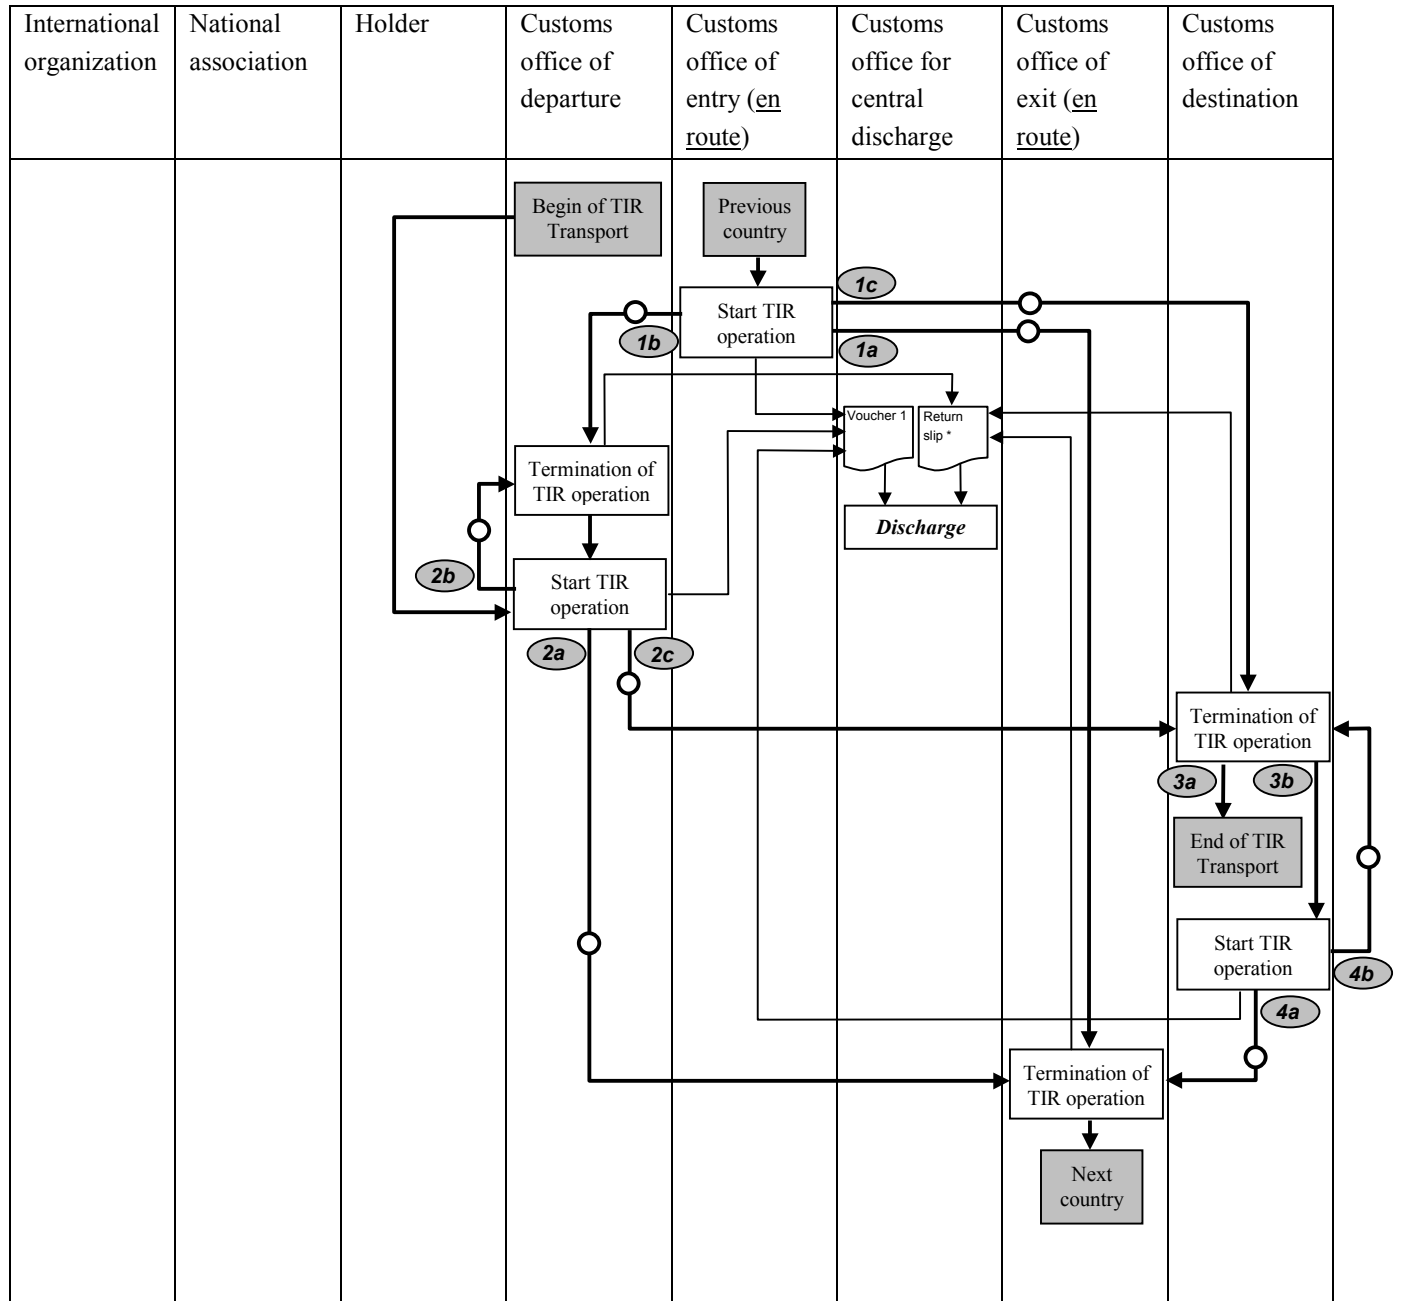 International
organization
National
association
Holder
Customs
office of
departure
Customs
office of
entry (en
route)
Customs
office for
central
discharge
Customs
office of
exit (en
route)
Customs
office of
destination
Begin of TIR
Transport
Previous
country
1c
Start TIR
operation
1b
1a
Voucher 1
Return
slip *
Termination of
TIR operation
Discharge
2b
Start TIR
operation
2a
2c
Termination of
TIR operation
3a
3b
End of TIR
Transport
Start TIR
operation
4b
4a
Termination of
TIR operation
Next
country